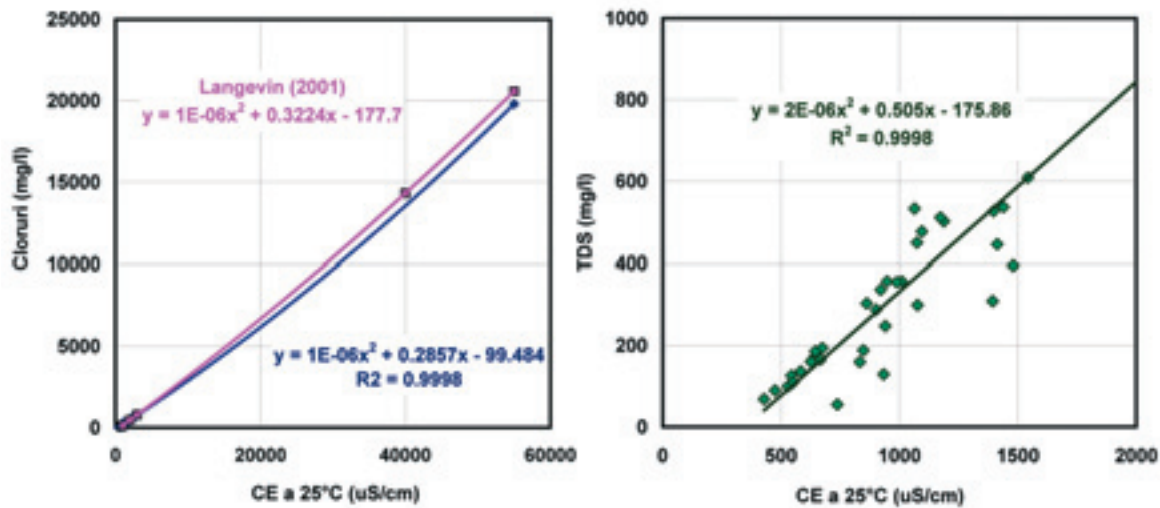 25000
20000
15000
10000
5000
0
Cloruri (mg/l)
Langevin (2001)
y = 1E-06x² + 0.3224x - 177.7
y = 1E-06x² + 0.2857x - 99.484
R2 = 0.9998
0 20000 40000 60000
CE a 25°C (uS/cm)
1000
800
600
400
200
0
TDS (mg/l)
y = 2E-06x² + 0.505x - 175.86
R² = 0.9998
0 500 1000 1500 2000
CE a 25°C (uS/cm)